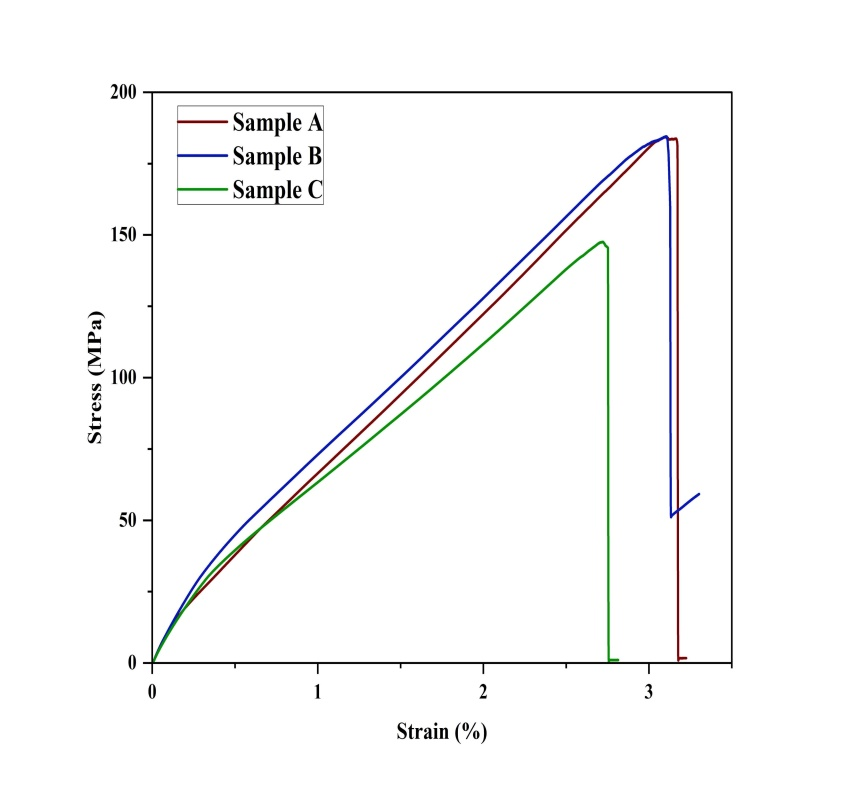 200
Sample A
Sample B
Sample C
150
100
50
0
Stress (MPa)
0 1 2 3
Strain (%)